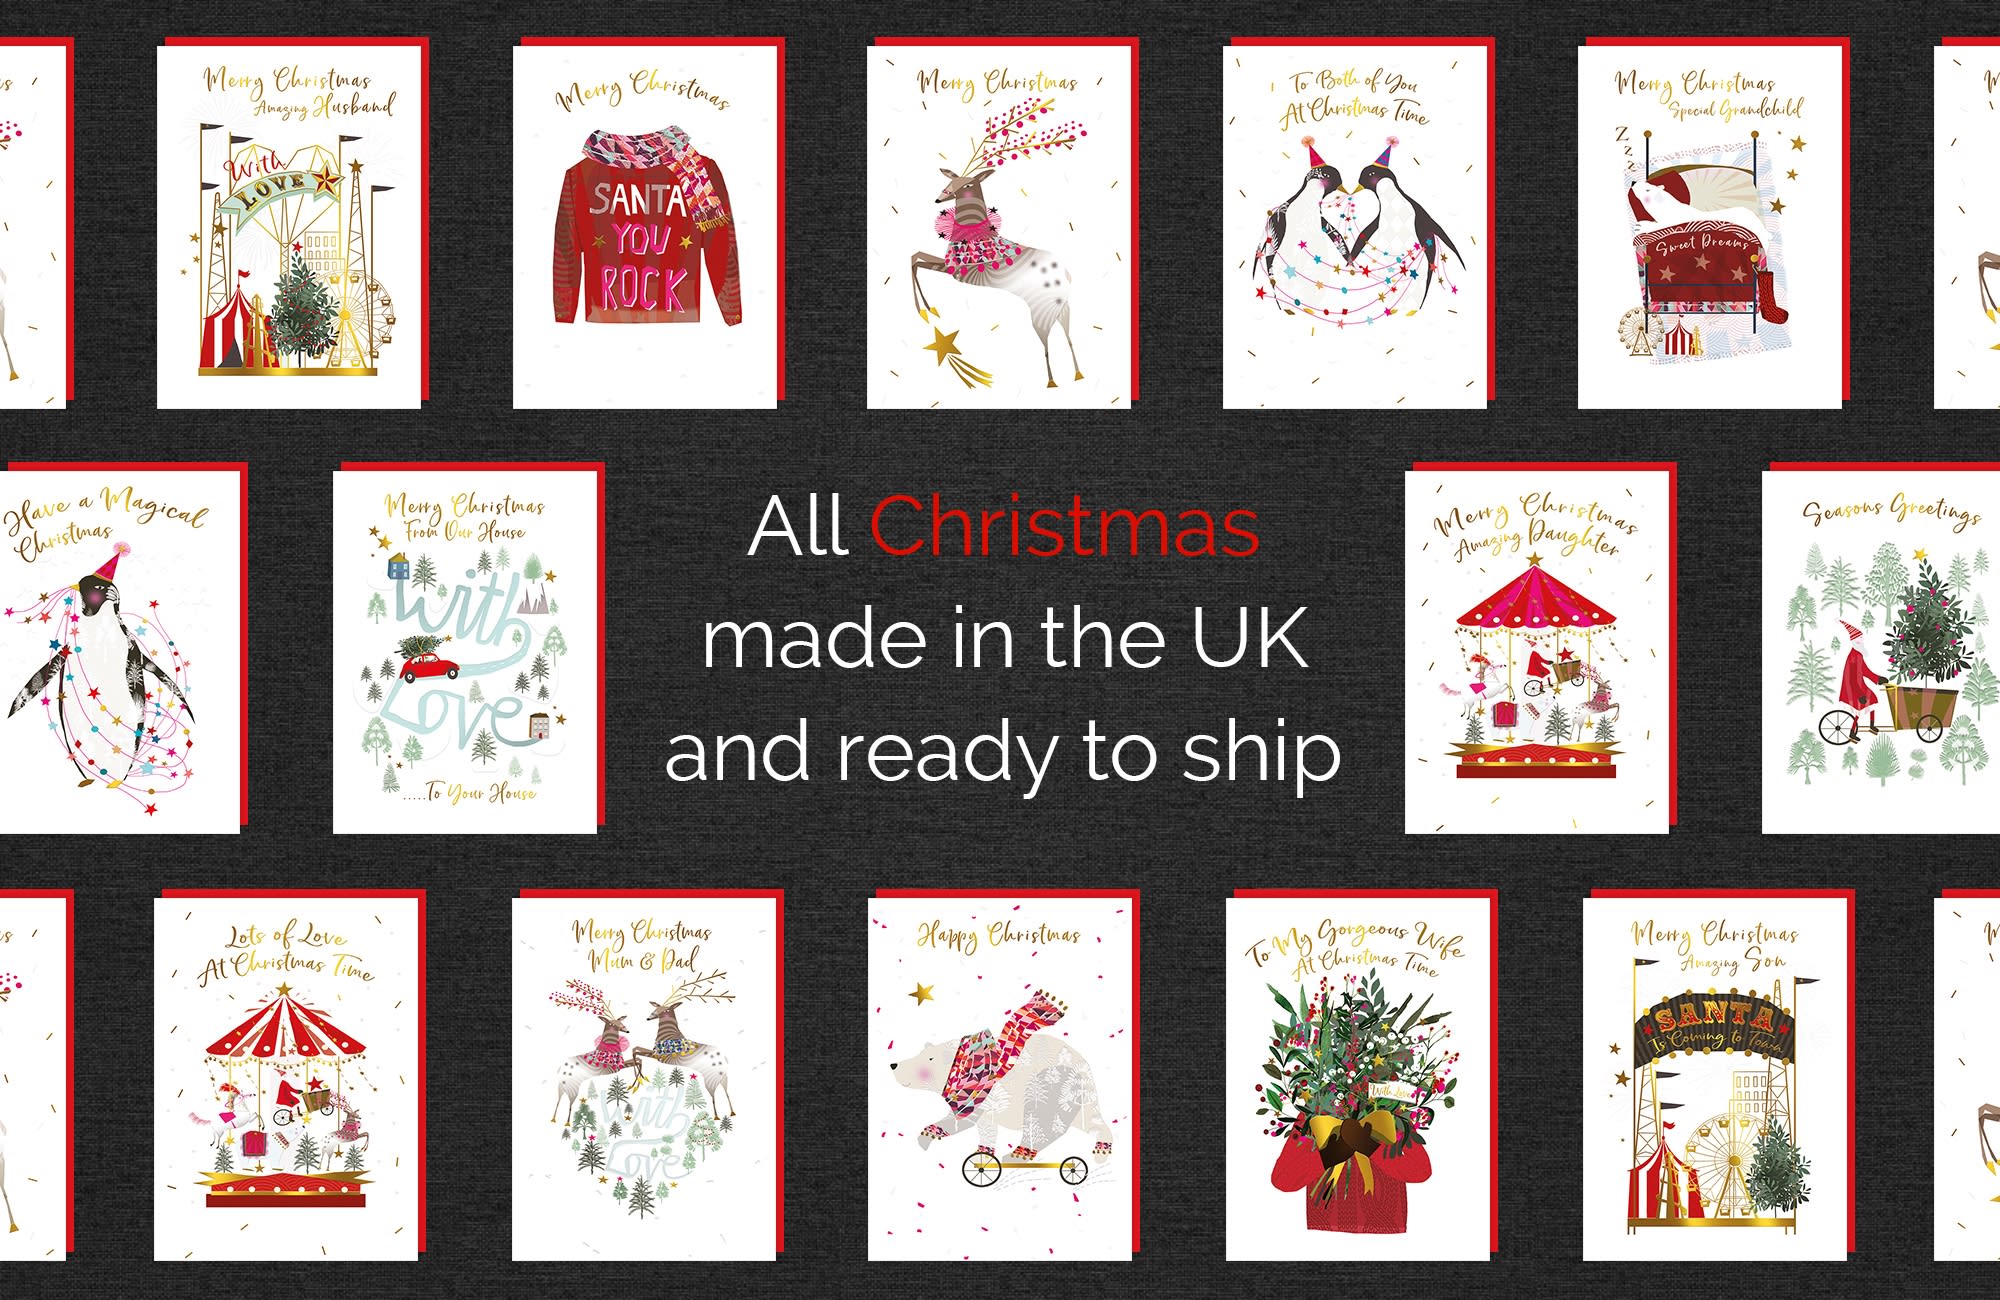 s
Merry Christmas
Amazing Husband
With
LOVE
Merry Christmas
SANTA
YOU
ROCK
Merry Christmas
To Both of You
At Christmas Time
Merry Christmas
Special Grandchild
Z
z
z
Sweet Dreams
M
Have a Magical
Christmas
Merry Christmas
From Our House
With
Love
.....To Your House
All Christmas
made in the UK
and ready to ship
Merry Christmas
Amazing Daughter
Seasons Greetings
s
Lots of Love
At Christmas Time
Merry Christmas
Mum & Dad
With
Love
Happy Christmas
To My Gorgeous Wife
At Christmas Time
With Love
Merry Christmas
Amazing Son
SANTA
Is Coming to Town
M